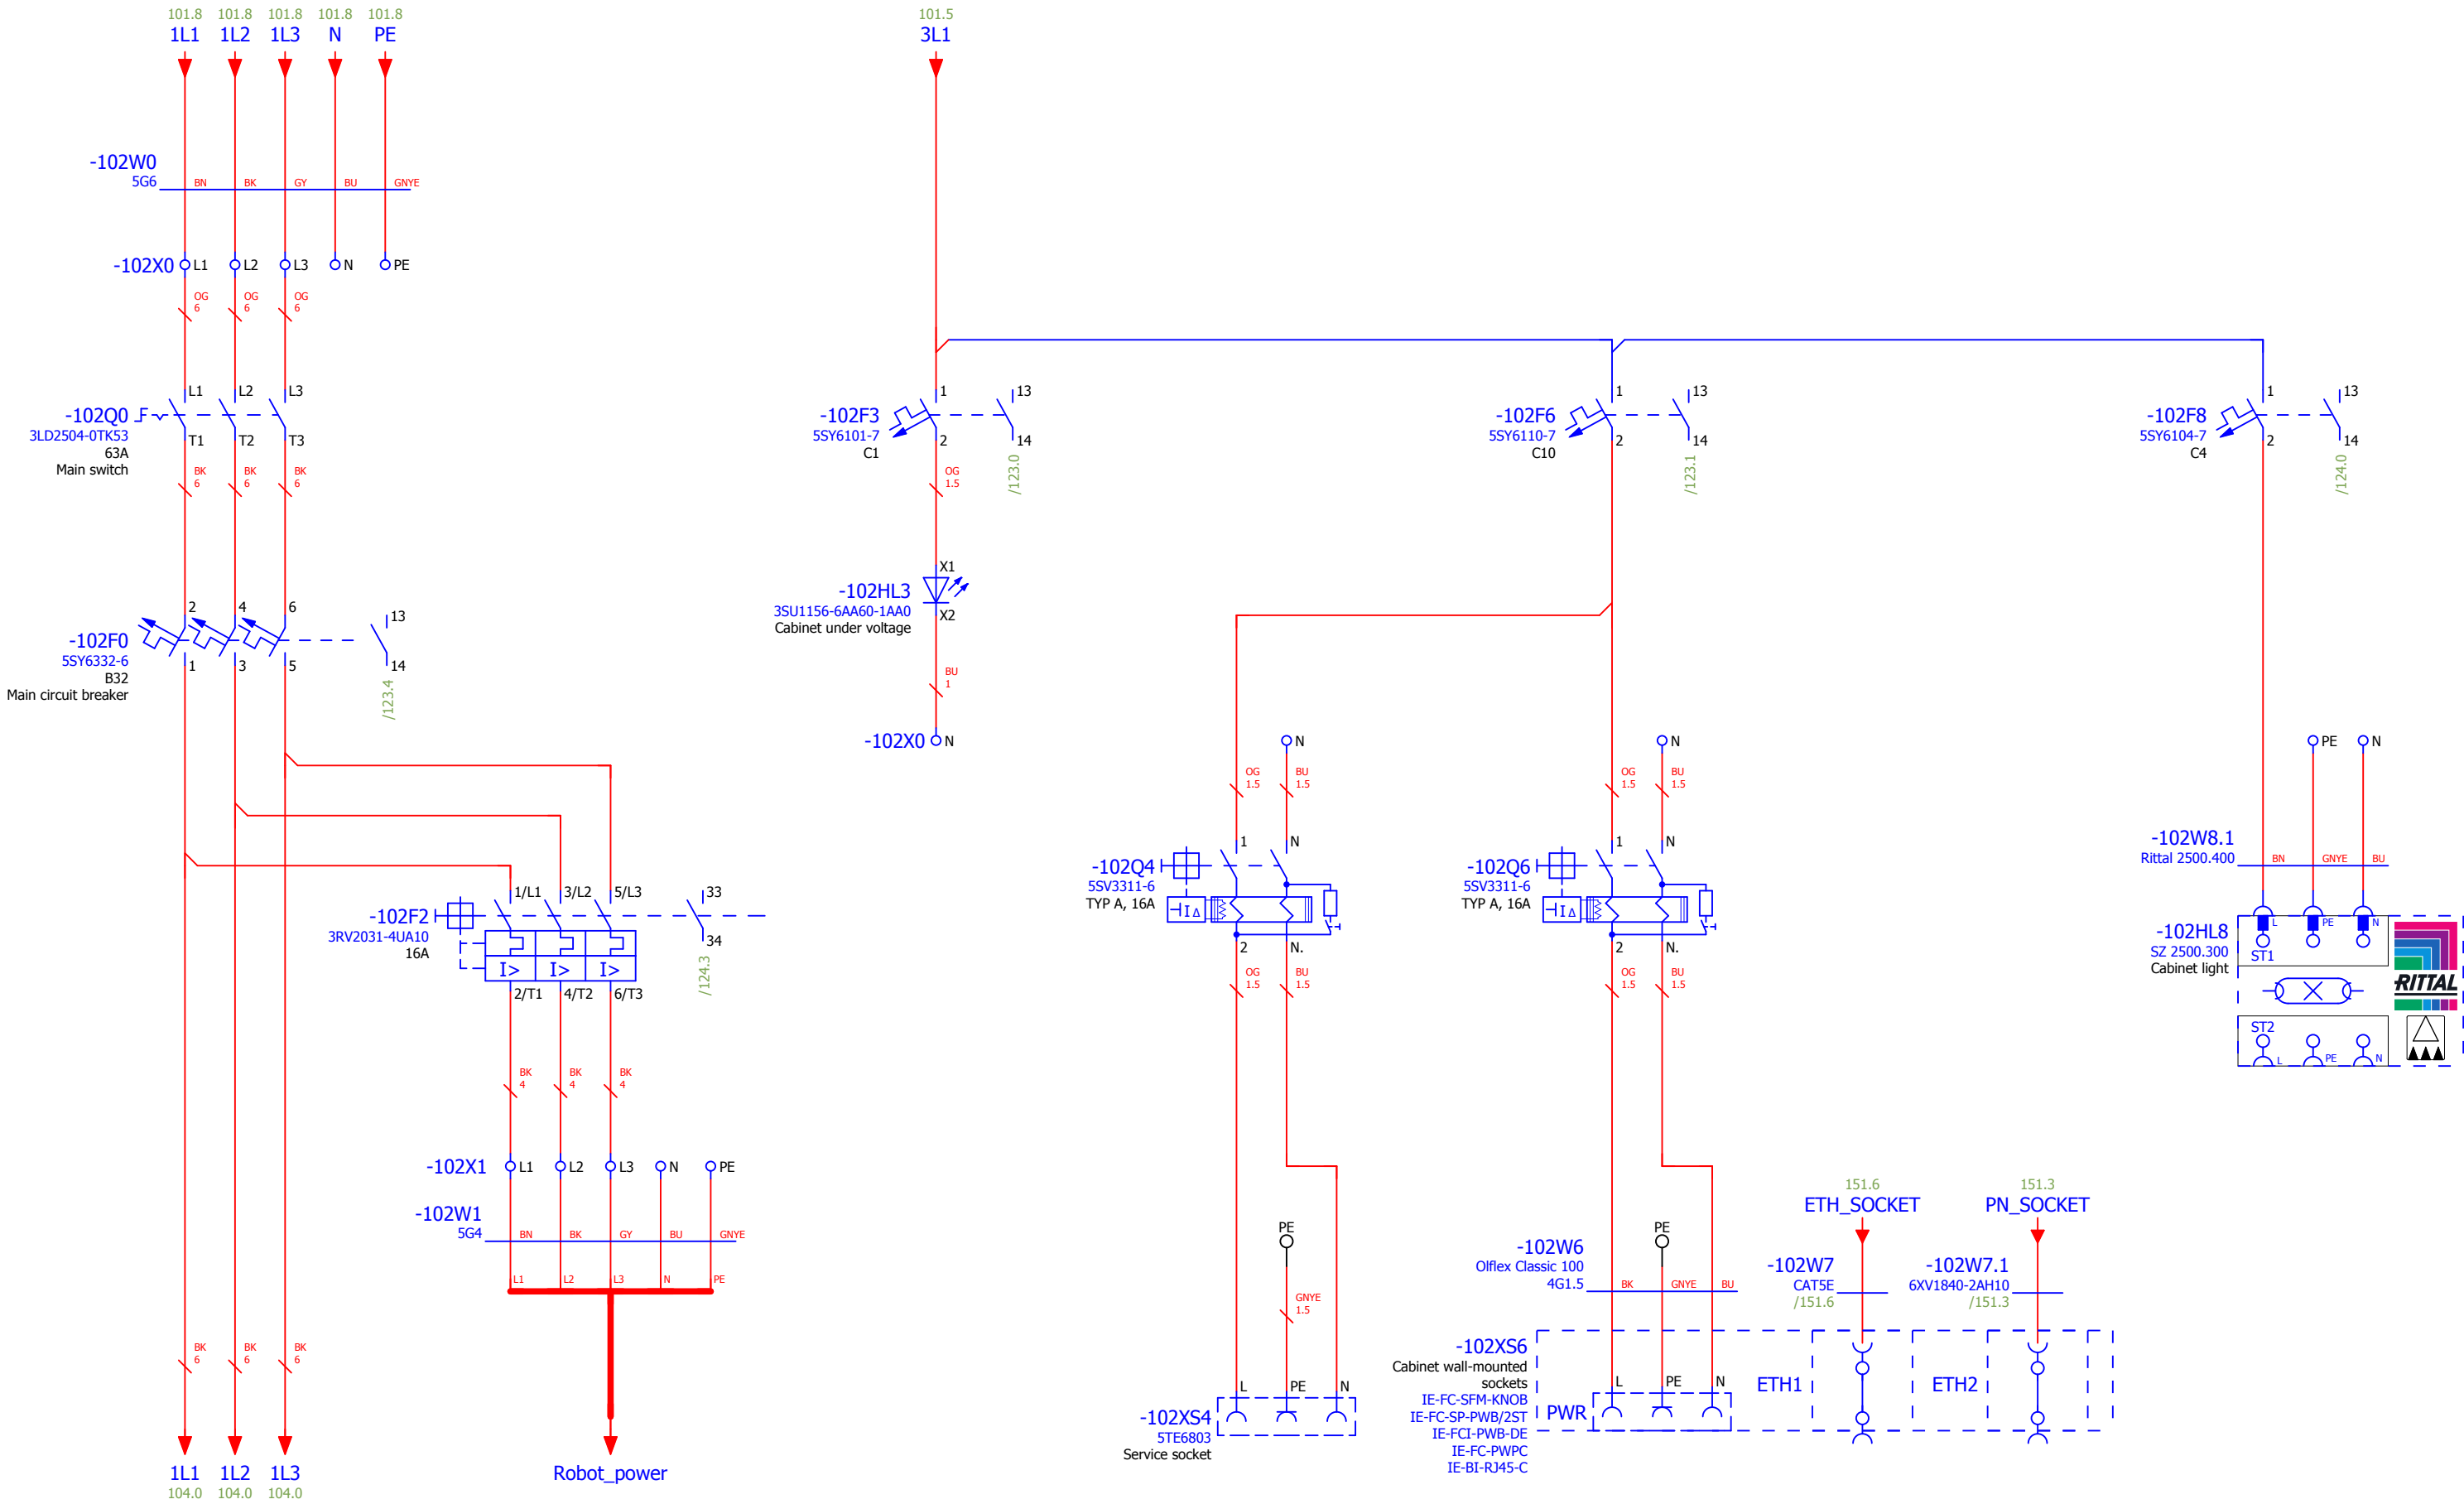 101.8 101.8 101.8 101.8 101.8
1L1 1L2 1L3 N PE
101.5
3L1
-102W0
5G6
BN BK GY BU GNYE
-102X0 L1 L2 L3 N PE
OG OG OG
6 6 6
L1 L2 L3
-102Q0
3LD2504-0TK53
63A
Main switch
T1 T2 T3
BK BK BK
6 6 6
1 13
-102F3
5SY6101-7
C1
2 14
/123.0
OG
1.5
1 13
-102F6
5SY6110-7
C10
2 14
/123.1
1 13
-102F8
5SY6104-7
C4
2 14
/124.0
2 4 6 13
-102F0
5SY6332-6
B32
Main circuit breaker
1 3 5 14
/123.4
X1
-102HL3
3SU1156-6AA60-1AA0
Cabinet under voltage
X2
BU
1
-102X0 N
N
OG BU
1.5 1.5
1 N
-102Q4
5SV3311-6
TYP A, 16A
I∆
2 N.
OG BU
1.5 1.5
N
OG BU
1.5 1.5
1 N
-102Q6
5SV3311-6
TYP A, 16A
I∆
2 N.
OG BU
1.5 1.5
PE N
-102W8.1
Rittal 2500.400
BN GNYE BU
-102HL8
SZ 2500.300
Cabinet light
L PE N
ST1
RITTAL
ST2
L PE N
1/L1 3/L2 5/L3 33
-102F2
3RV2031-4UA10
16A
I> I> I>
2/T1 4/T2 6/T3 34
/124.3
BK BK BK
4 4 4
-102X1 L1 L2 L3 N PE
-102W1
5G4
BN BK GY BU GNYE
L1 L2 L3 N PE
BK BK BK
6 6 6
1L1 1L2 1L3
104.0 104.0 104.0
Robot_power
PE
GNYE
1.5
L PE N
-102XS4
5TE6803
Service socket
PE
-102W6
Olflex Classic 100
4G1.5
BK GNYE BU
151.6
ETH_SOCKET
-102W7
CAT5E
/151.6
151.3
PN_SOCKET
-102W7.1
6XV1840-2AH10
/151.3
-102XS6
Cabinet wall-mounted
sockets
IE-FC-SFM-KNOB
IE-FC-SP-PWB/2ST
IE-FCI-PWB-DE
IE-FC-PWPC
IE-BI-RJ45-C
L PE N
PWR
ETH1
ETH2